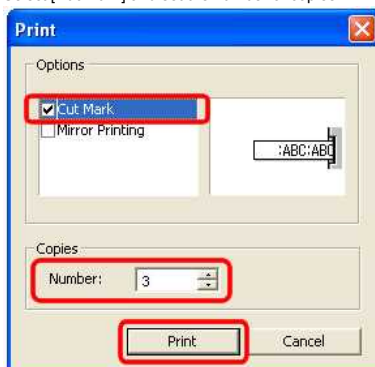 Print
Options
Cut Mark
Mirror Printing
:ABC:ABC
Copies
Number: 3
Print Cancel